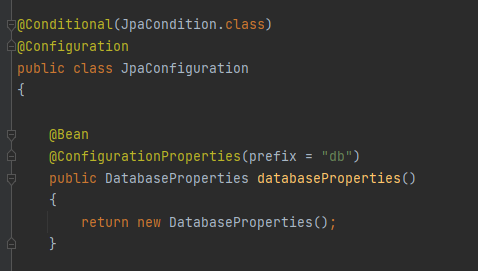 @Conditional(JpaCondition.class)
@Configuration
public class JpaConfiguration
{
@Bean
@ConfigurationProperties(prefix = "db")
public DatabaseProperties databaseProperties()
{
return new DatabaseProperties();
}